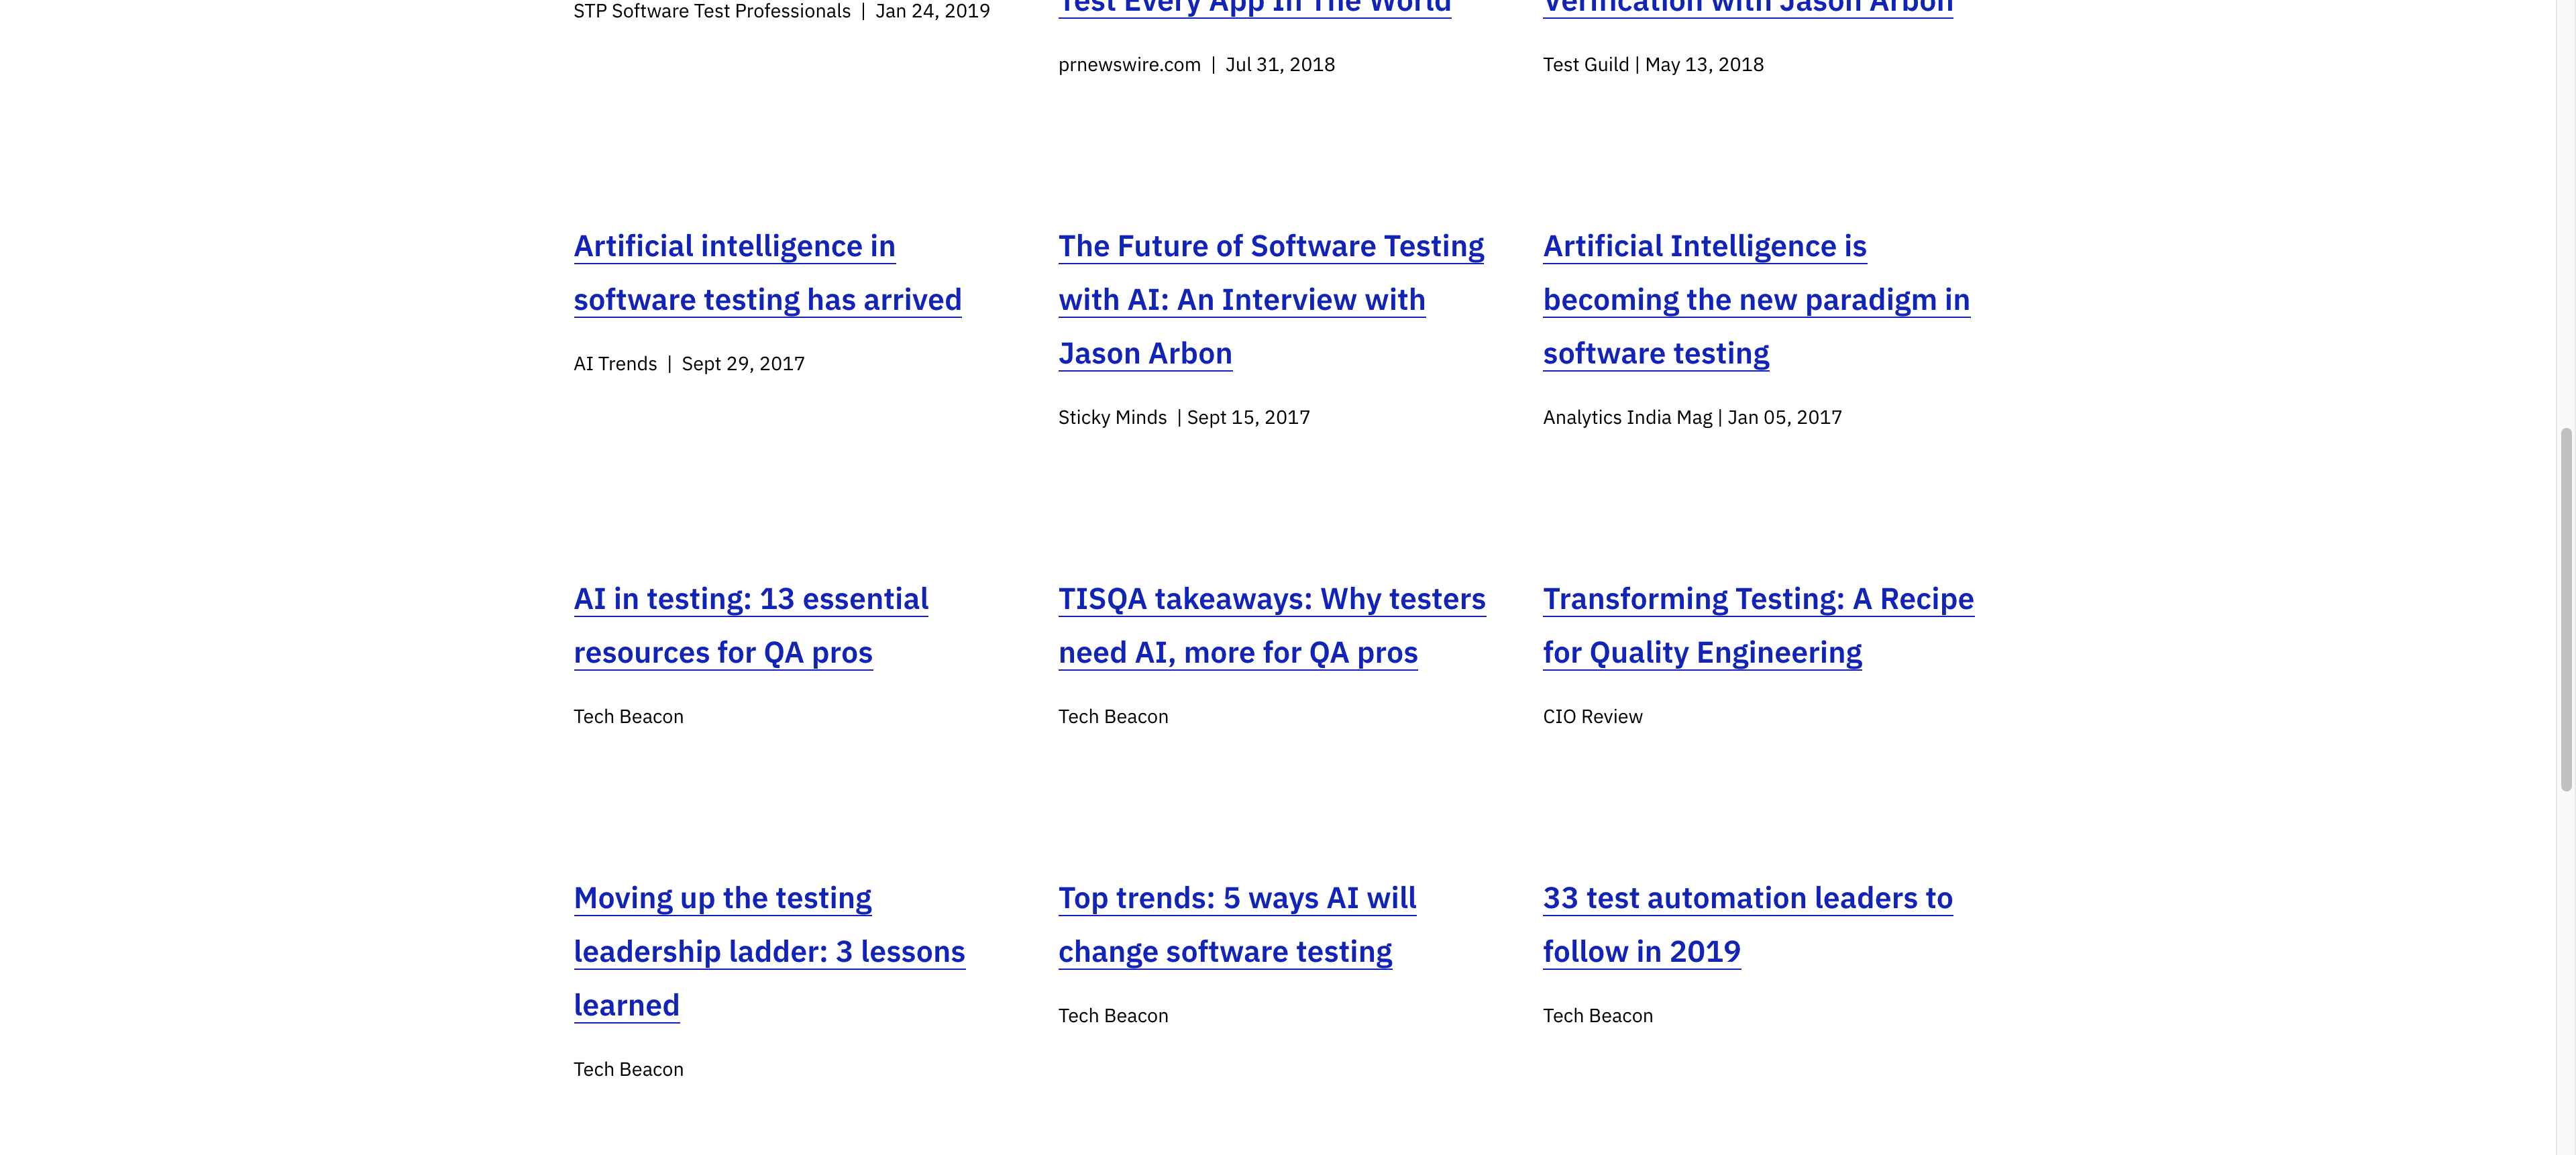 STP Software Test Professionals | Jan 24, 2019
Test Every App In The World
prnewswire.com | Jul 31, 2018
Verification with Jason Arbon
Test Guild | May 13, 2018
Artificial intelligence in
software testing has arrived
AI Trends | Sept 29, 2017
The Future of Software Testing
with AI: An Interview with
Jason Arbon
Sticky Minds | Sept 15, 2017
Artificial Intelligence is
becoming the new paradigm in
software testing
Analytics India Mag | Jan 05, 2017
AI in testing: 13 essential
resources for QA pros
Tech Beacon
TISQA takeaways: Why testers
need AI, more for QA pros
Tech Beacon
Transforming Testing: A Recipe
for Quality Engineering
CIO Review
Moving up the testing
leadership ladder: 3 lessons
learned
Tech Beacon
Top trends: 5 ways AI will
change software testing
Tech Beacon
33 test automation leaders to
follow in 2019
Tech Beacon